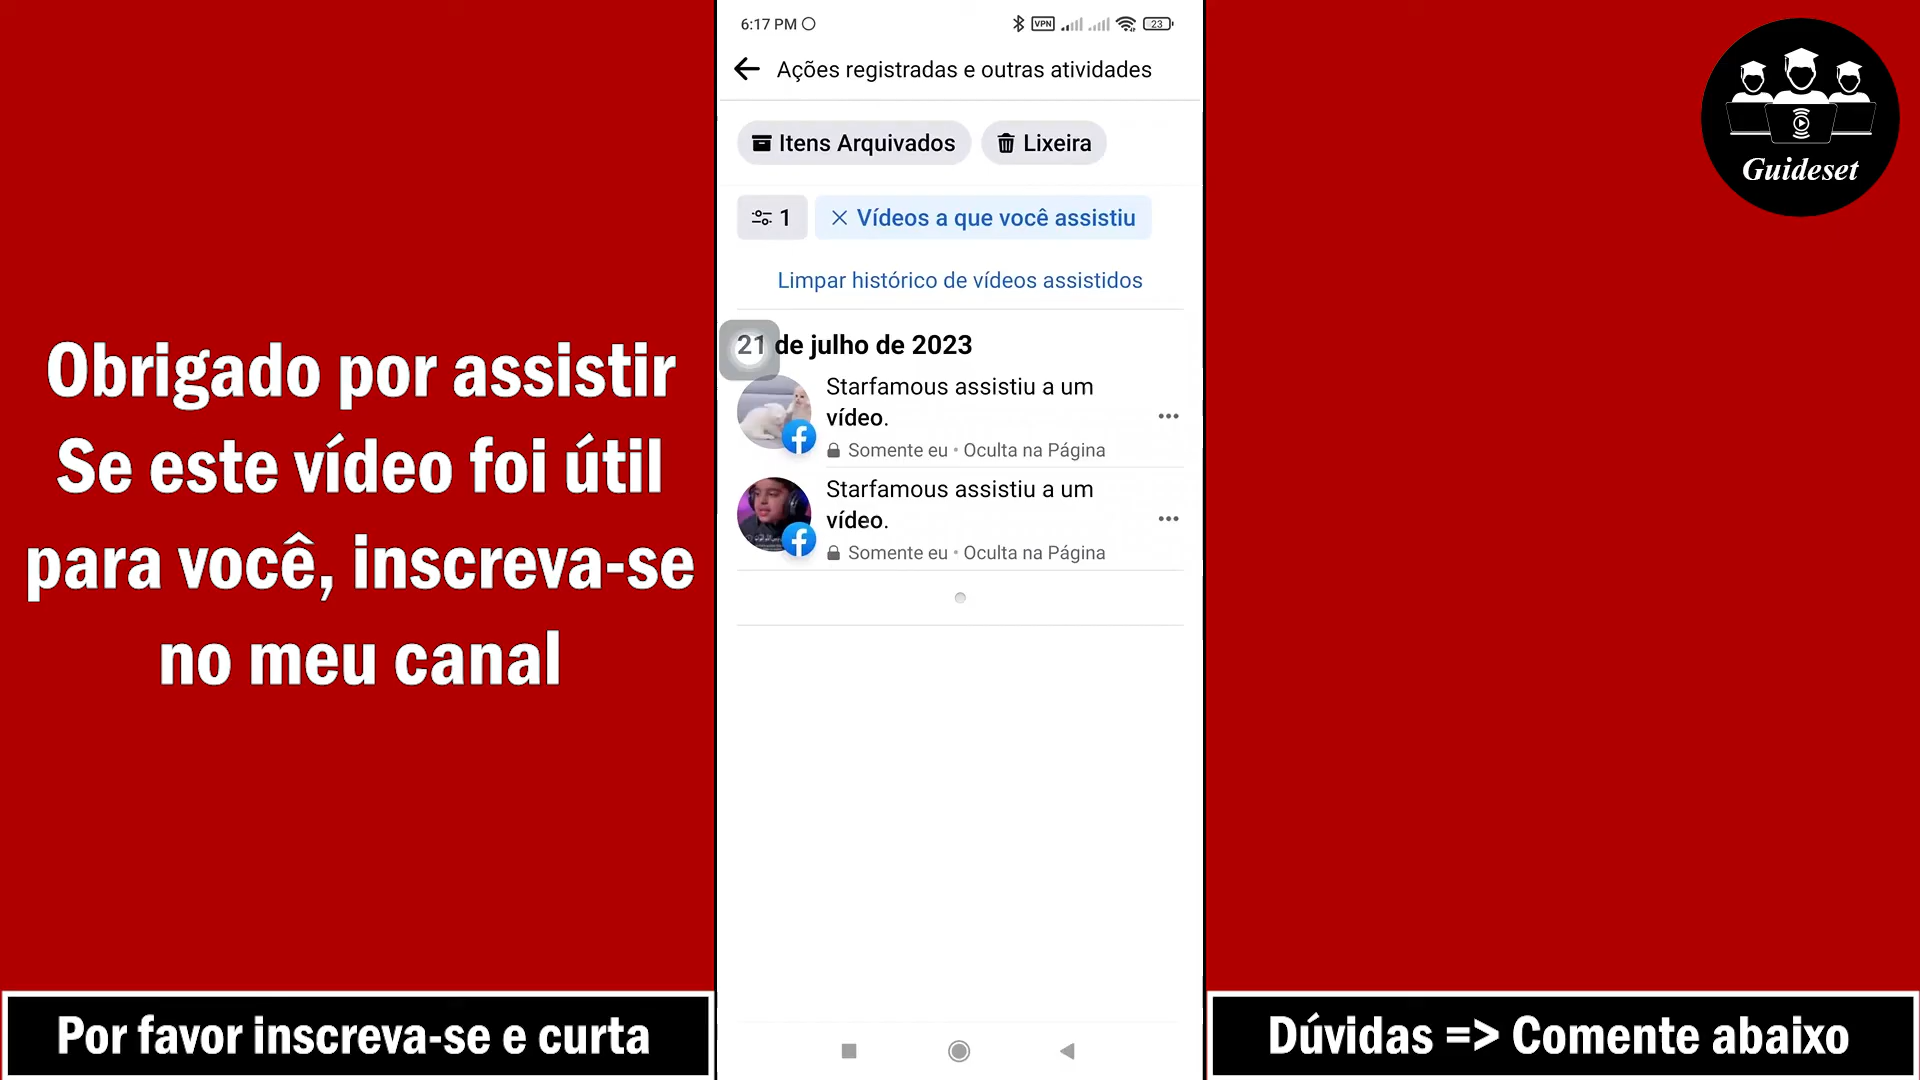 6:17 PM
VPN
23
Ações registradas e outras atividades
Itens Arquivados
Lixeira
1
Vídeos a que você assistiu
Limpar histórico de vídeos assistidos
21 de julho de 2023
Starfamous assistiu a um
vídeo.
Somente eu • Oculta na Página
Starfamous assistiu a um
vídeo.
Somente eu • Oculta na Página
Obrigado por assistir
Se este vídeo foi útil
para você, inscreva-se
no meu canal
Guideset
Por favor inscreva-se e curta
Dúvidas => Comente abaixo